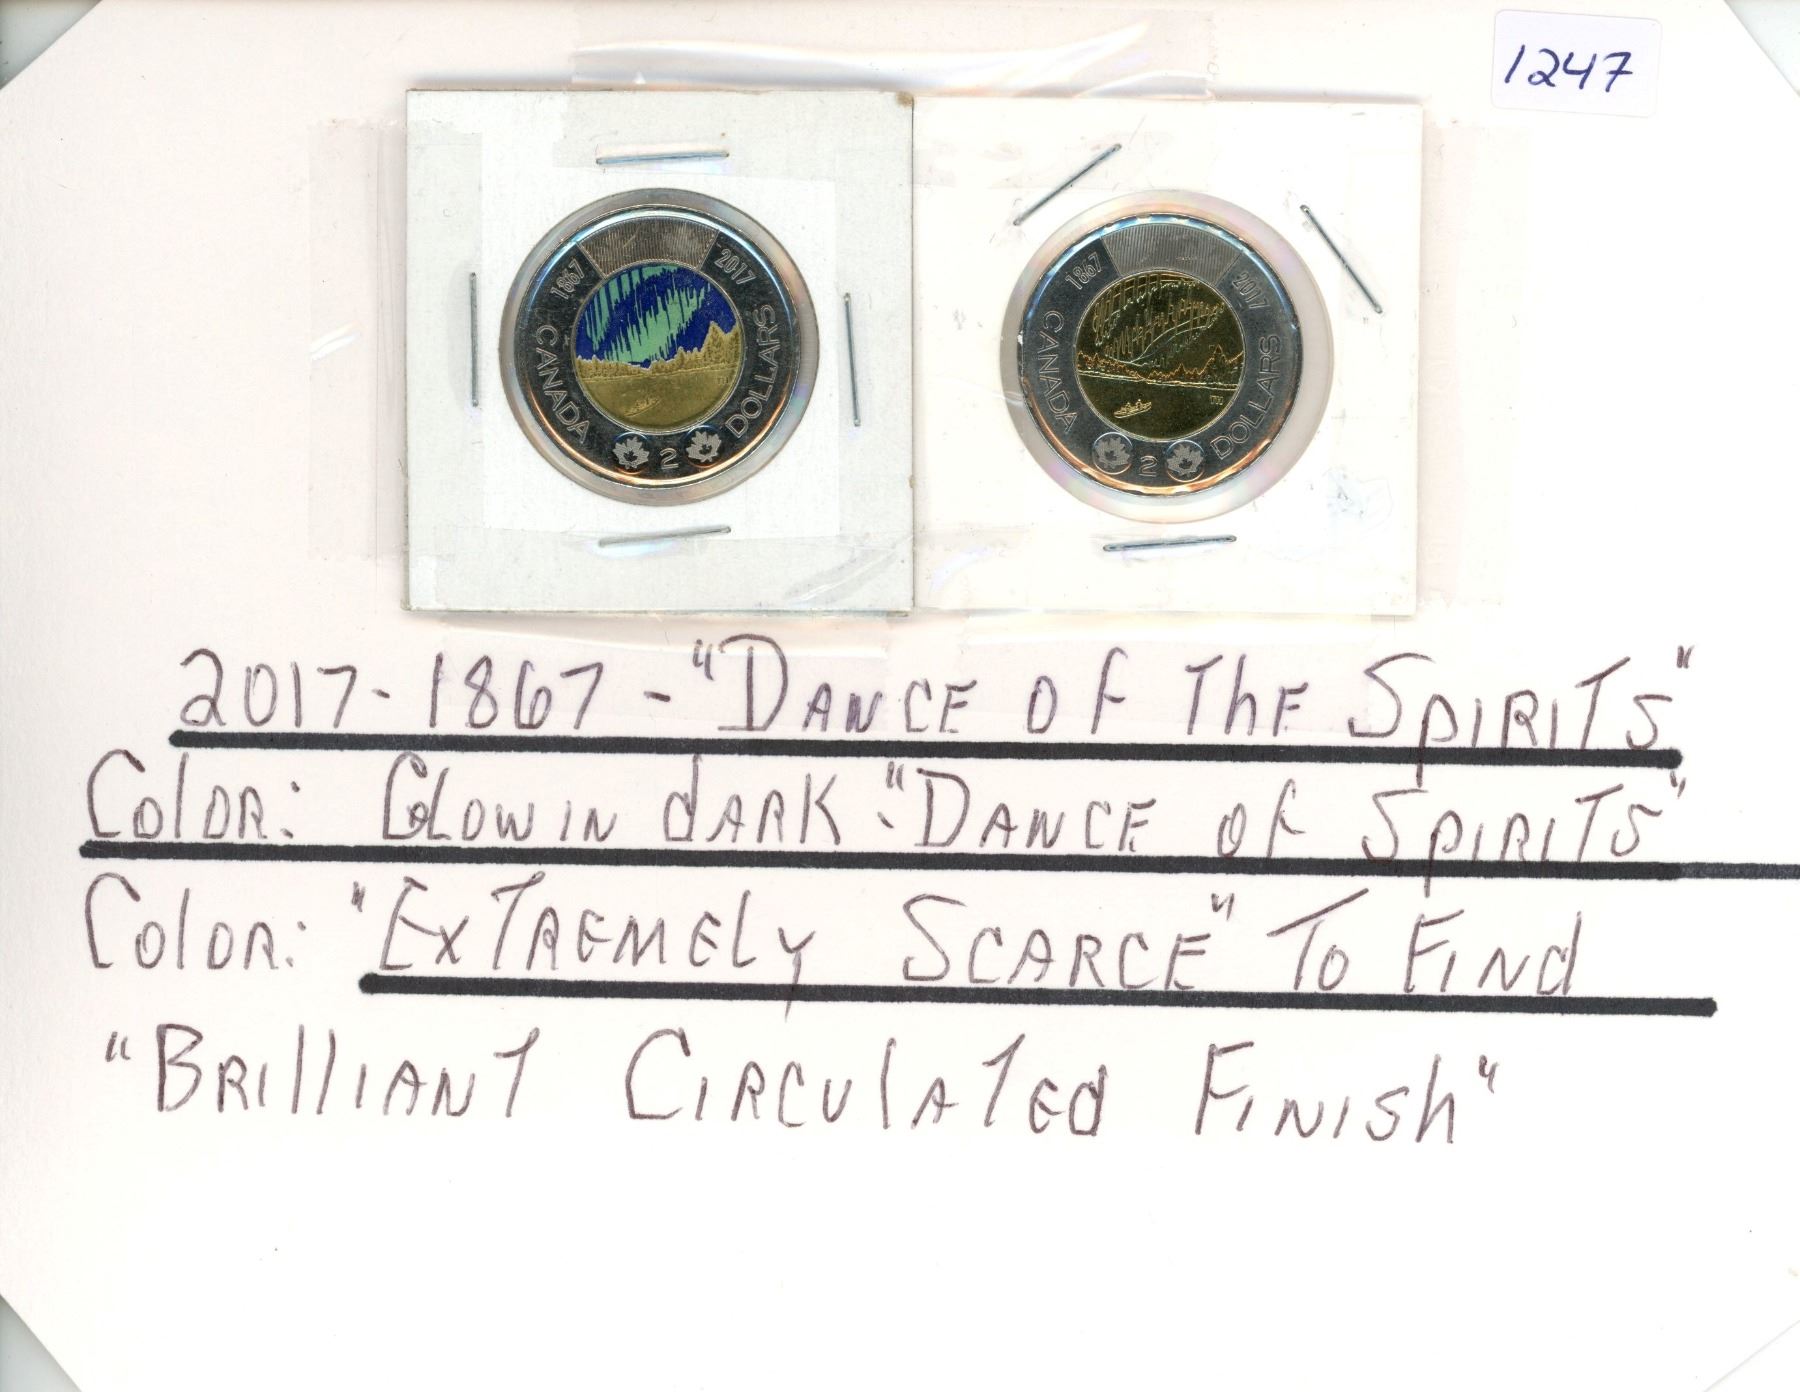 1247
1867 2017
CANADA 2 DOLLARS
1867 2017
CANADA 2 DOLLARS
2017-1867-"DANCE OF THE SPIRITS"
COLOR: GLOW IN dARK-"DANCE OF SPIRITS"
COLOR: "EXTREMELY SCARCE" TO FINd
"BRILLIANT CIRCULATEd FINISh"